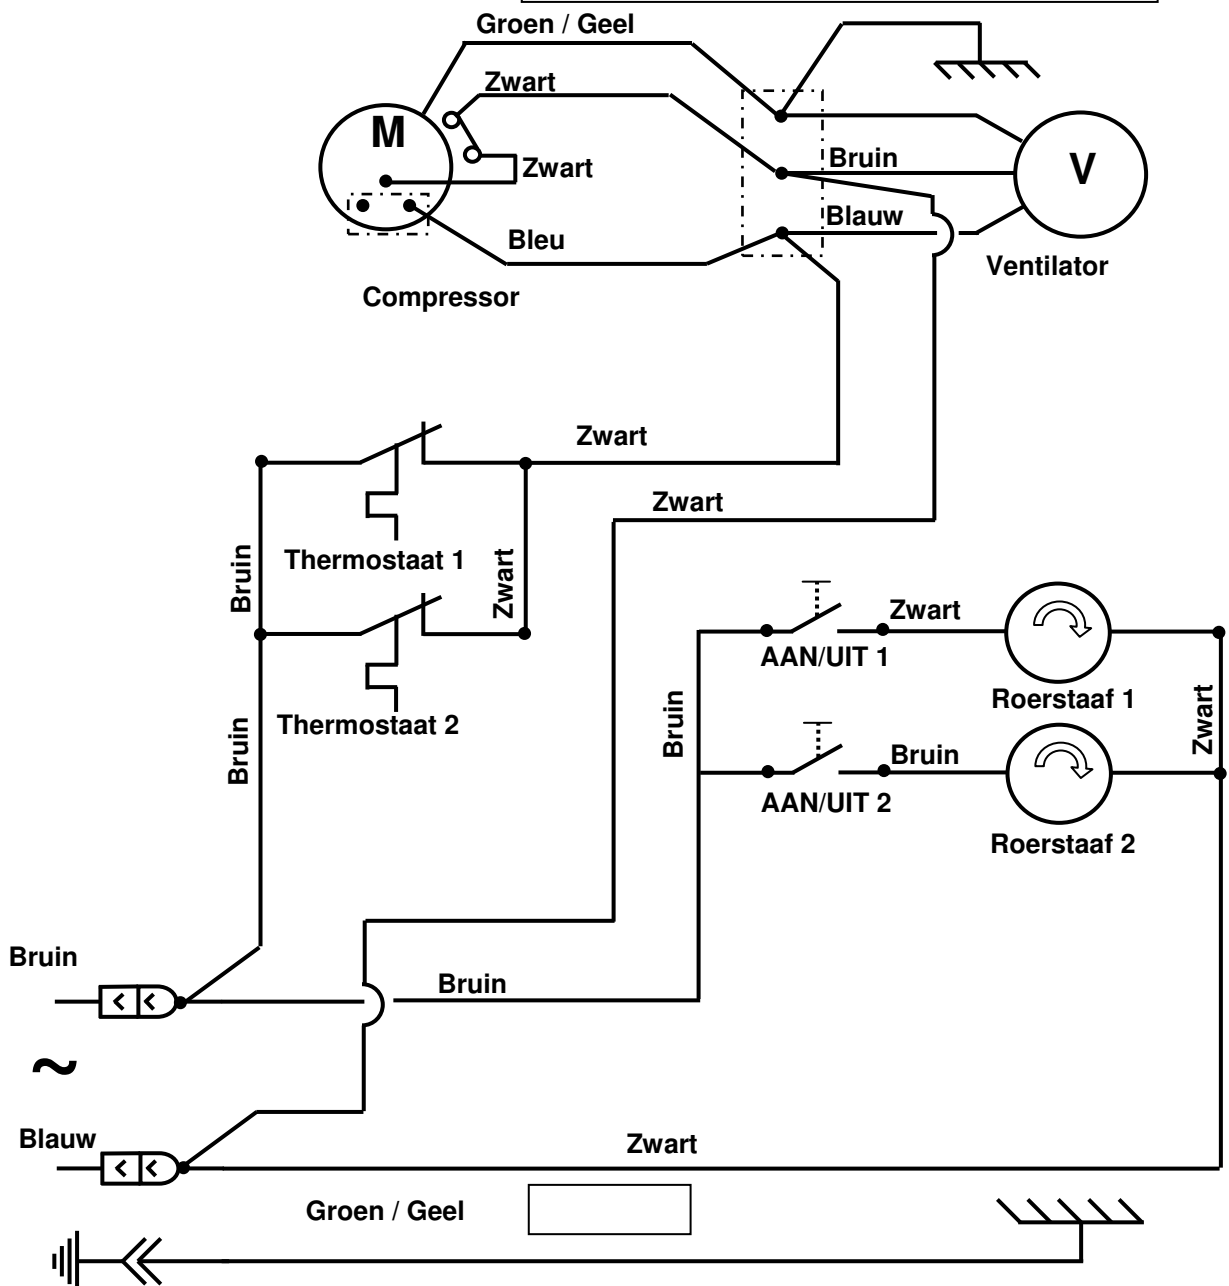 Groen / Geel
Zwart
M
Zwart
Bruin
V
Blauw
Bleu
Ventilator
Compressor
Zwart
Zwart
Bruin
Thermostaat 1
Zwart
Zwart
AAN/UIT 1
Roerstaaf 1
Bruin
Thermostaat 2
Bruin
Zwart
Bruin
AAN/UIT 2
Roerstaaf 2
Bruin
Bruin
~
Blauw
Zwart
Groen / Geel